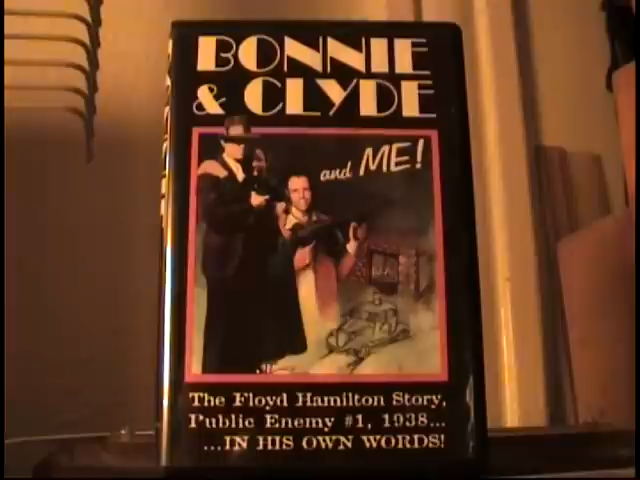 BONNIE
& CLYDE
and ME!
The Floyd Hamilton Story,
Public Enemy #1, 1938...
...IN HIS OWN WORDS!